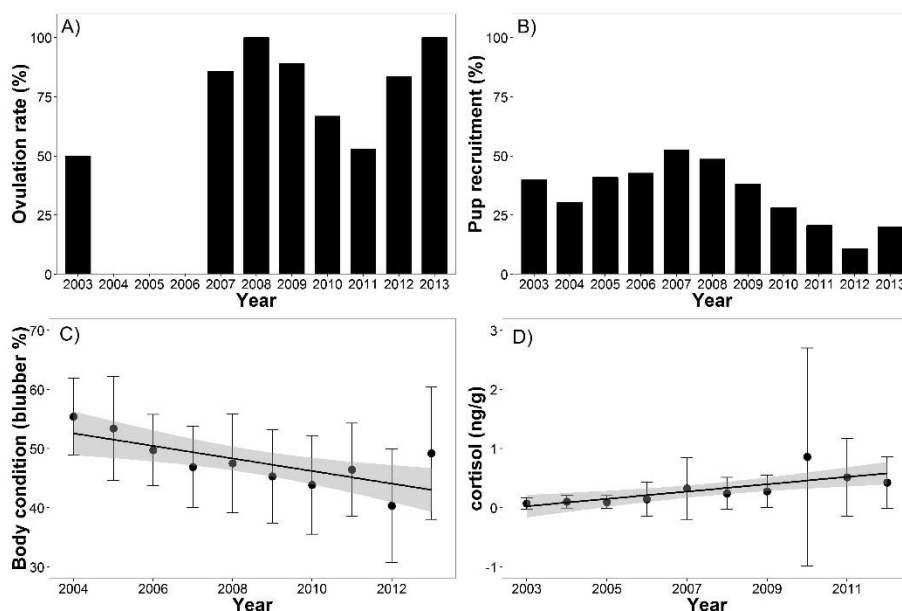 A)
Ovulation rate (%)
100
75
50
25
0
2003 2004 2005 2006 2007 2008 2009 2010 2011 2012 2013
Year
B)
Pup recruitment (%)
100
75
50
25
0
2003 2004 2005 2006 2007 2008 2009 2010 2011 2012 2013
Year
C)
Body condition (blubber %)
70
60
50
40
30
2004 2006 2008 2010 2012
Year
D)
cortisol (ng/g)
3
2
1
0
-1
2003 2005 2007 2009 2011
Year